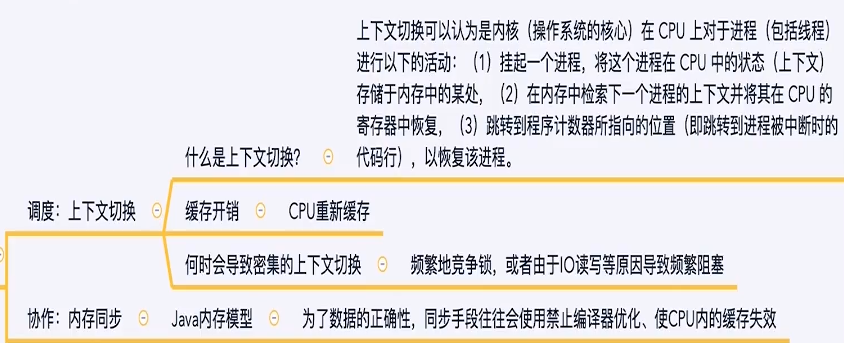 上下文切换可以认为是内核（操作系统的核心）在 CPU 上对于进程（包括线程）
进行以下的活动：（1）挂起一个进程，将这个进程在 CPU 中的状态（上下文）
存储于内存中的某处，（2）在内存中检索下一个进程的上下文并将其在 CPU 的
寄存器中恢复，（3）跳转到程序计数器所指向的位置（即跳转到进程被中断时的
代码行），以恢复该进程。
什么是上下文切换？
调度：上下文切换
缓存开销
CPU重新缓存
何时会导致密集的上下文切换
频繁地竞争锁，或者由于IO读写等原因导致频繁阻塞
协作：内存同步
Java内存模型
为了数据的正确性，同步手段往往会使用禁止编译器优化、使CPU内的缓存失效